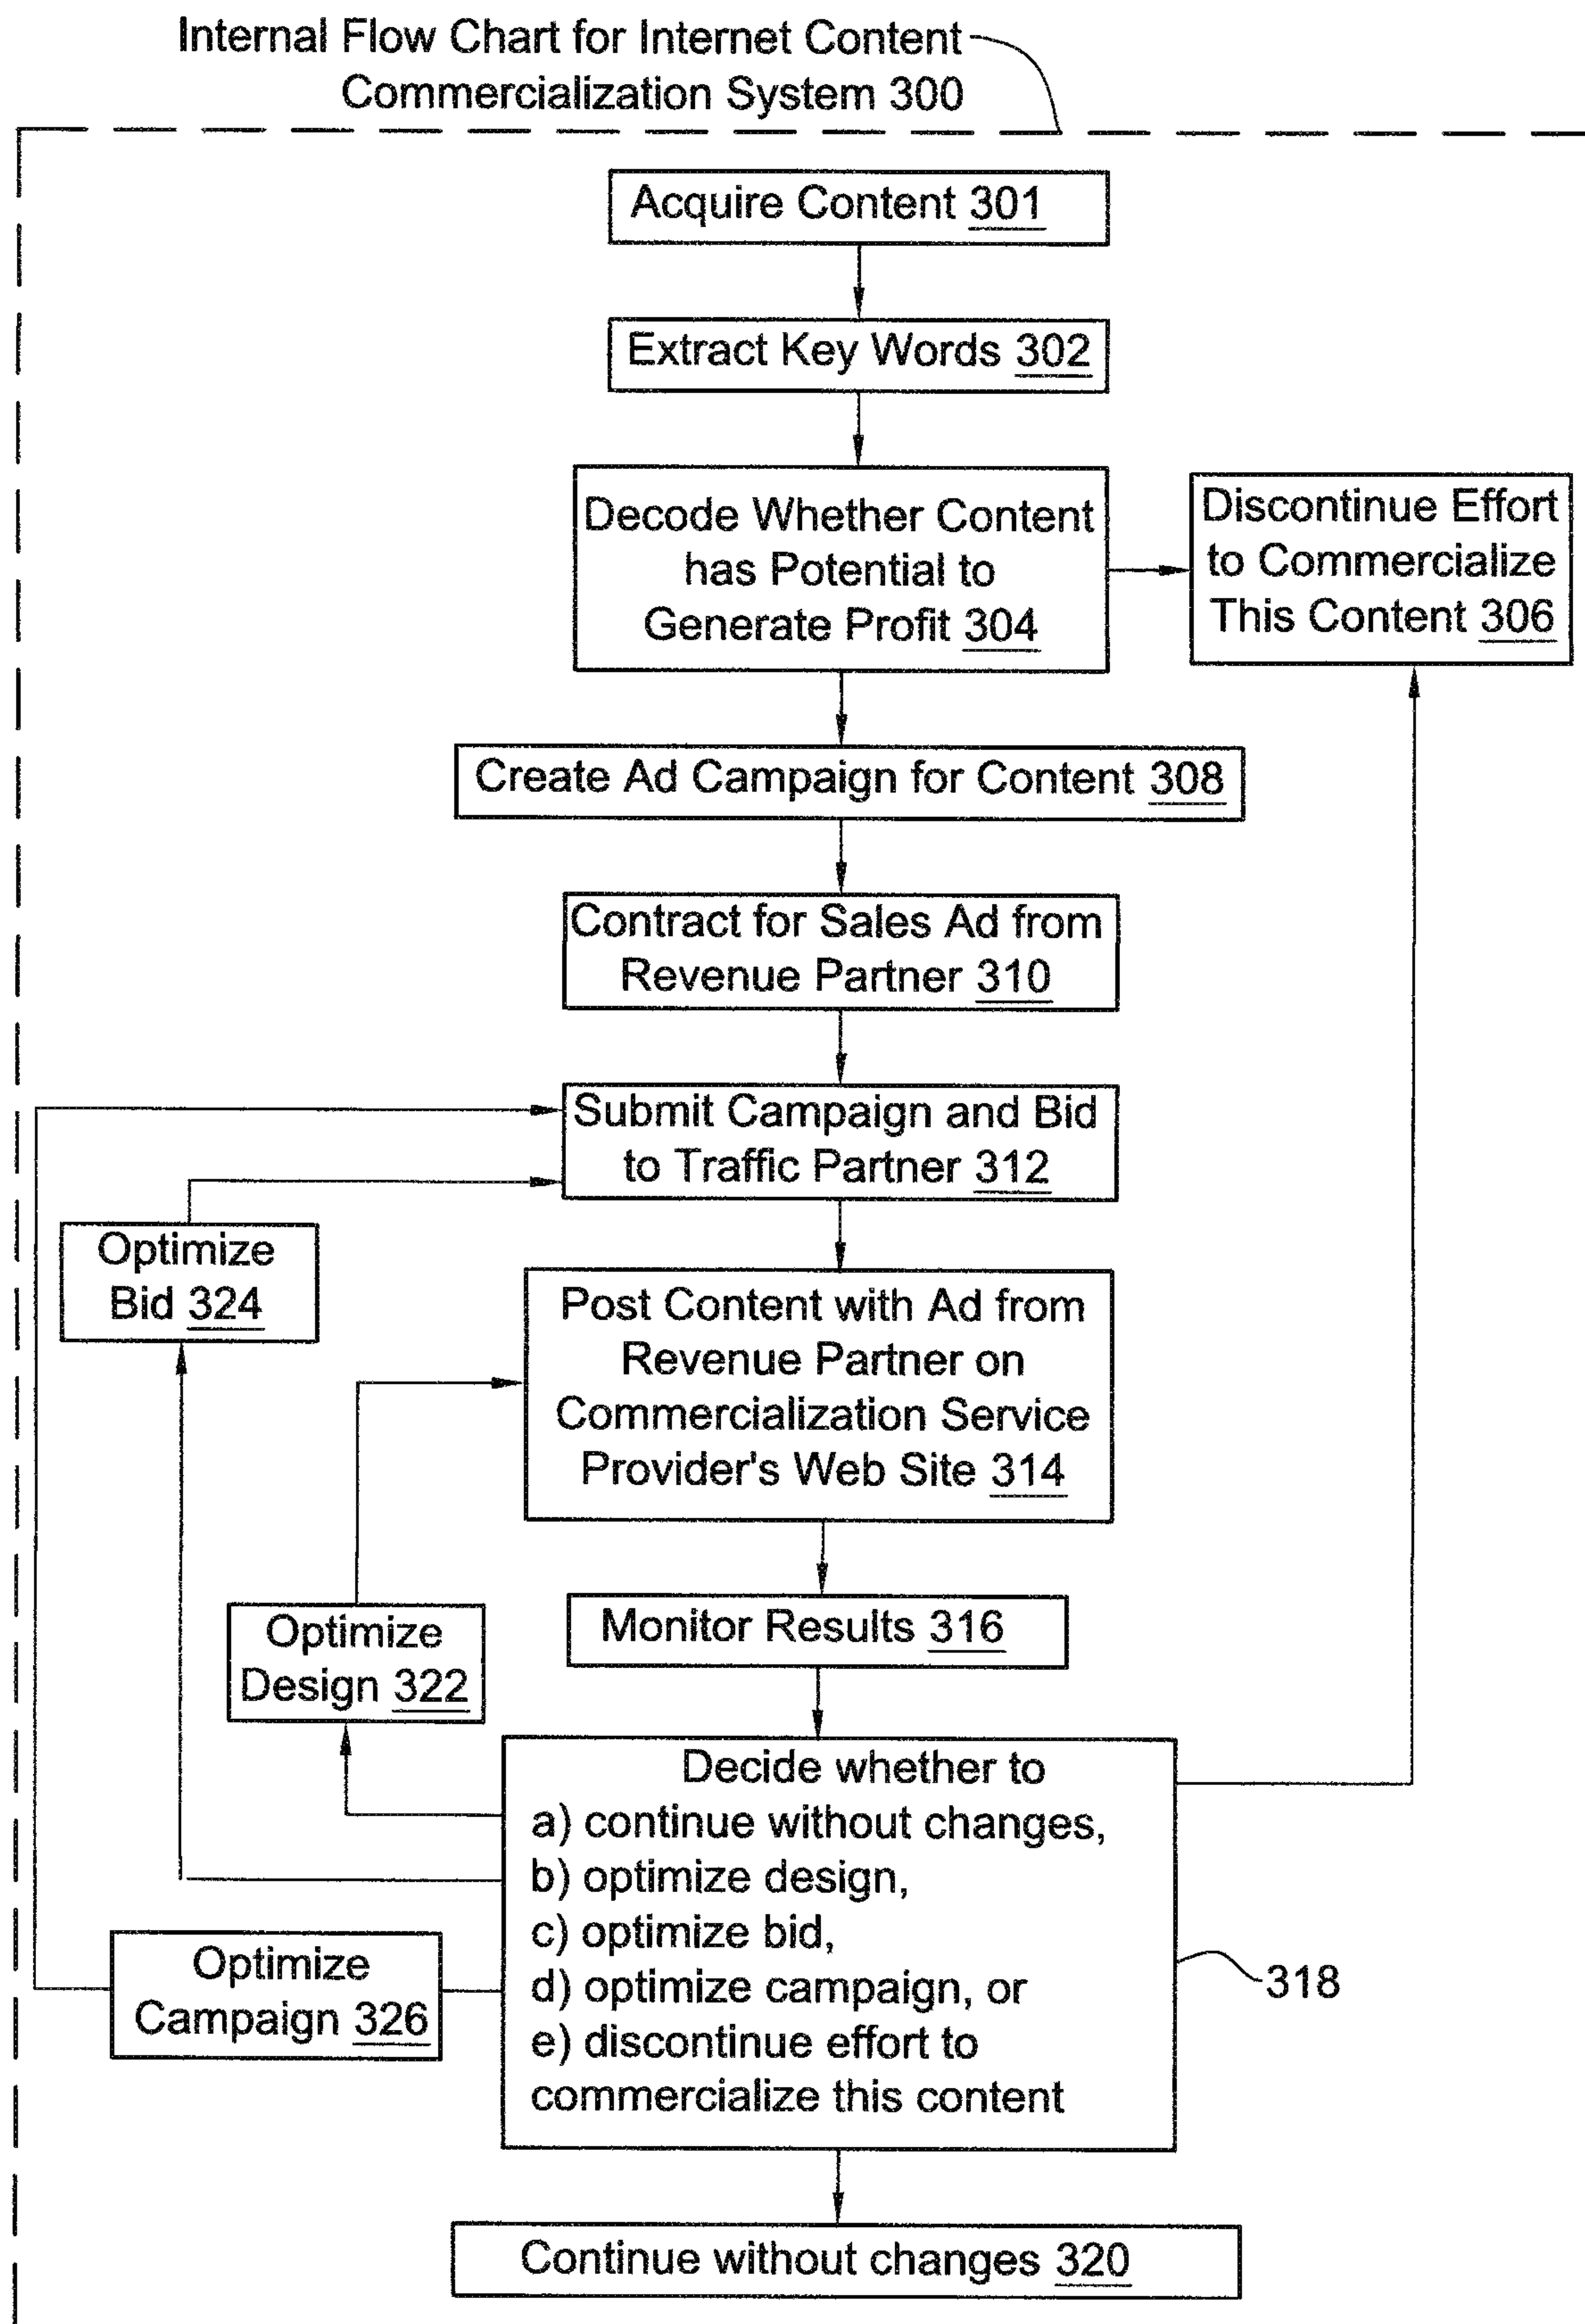 Internal Flow Chart for Internet Content
Commercialization System 300
Acquire Content 301
Extract Key Words 302
Decode Whether Content
has Potential to
Generate Profit 304
Discontinue Effort
to Commercialize
This Content 306
Create Ad Campaign for Content 308
Contract for Sales Ad from
Revenue Partner 310
Submit Campaign and Bid
to Traffic Partner 312
Optimize
Bid 324
Post Content with Ad from
Revenue Partner on
Commercialization Service
Provider's Web Site 314
Optimize
Design 322
Monitor Results 316
Decide whether to
a) continue without changes,
b) optimize design,
c) optimize bid,
d) optimize campaign, or
e) discontinue effort to
commercialize this content
318
Optimize
Campaign 326
Continue without changes 320